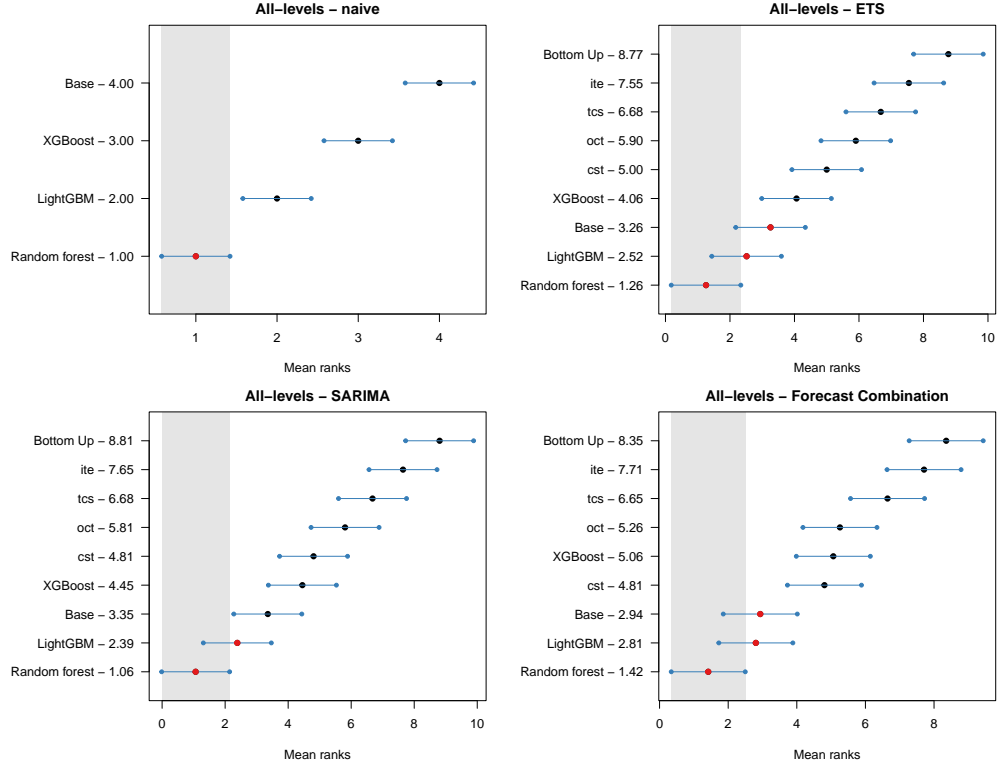 All−levels − naive
Base − 4.00
XGBoost − 3.00
LightGBM − 2.00
Random forest − 1.00
1 2 3 4
Mean ranks
All−levels − ETS
Bottom Up − 8.77
ite − 7.55
tcs − 6.68
oct − 5.90
cst − 5.00
XGBoost − 4.06
Base − 3.26
LightGBM − 2.52
Random forest − 1.26
0 2 4 6 8 10
Mean ranks
All−levels − SARIMA
Bottom Up − 8.81
ite − 7.65
tcs − 6.68
oct − 5.81
cst − 4.81
XGBoost − 4.45
Base − 3.35
LightGBM − 2.39
Random forest − 1.06
0 2 4 6 8 10
Mean ranks
All−levels − Forecast Combination
Bottom Up − 8.35
ite − 7.71
tcs − 6.65
oct − 5.26
XGBoost − 5.06
cst − 4.81
Base − 2.94
LightGBM − 2.81
Random forest − 1.42
0 2 4 6 8
Mean ranks